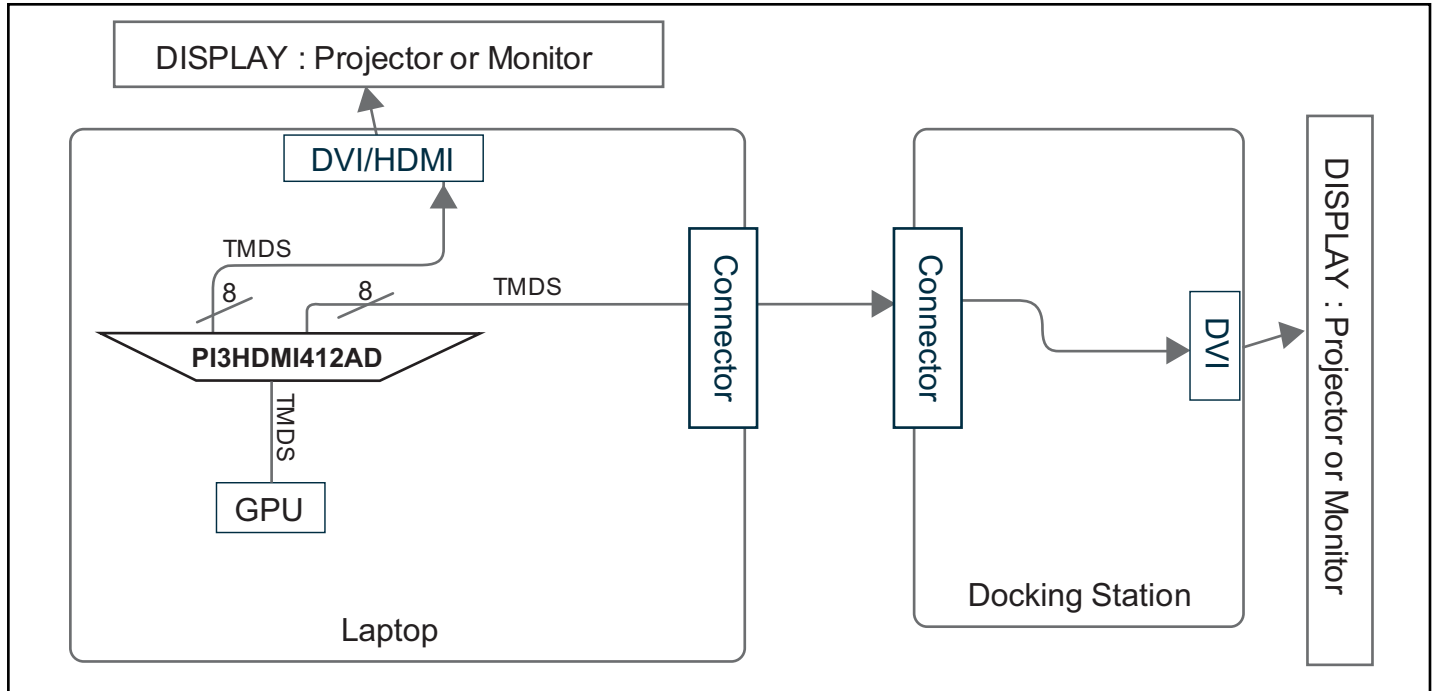 DISPLAY : Projector or Monitor
DVI/HDMI
TMDS
8
8
TMDS
PI3HDMI412AD
TMDS
GPU
Laptop
Connector
Connector
DVI
Docking Station
DISPLAY : Projector or Monitor